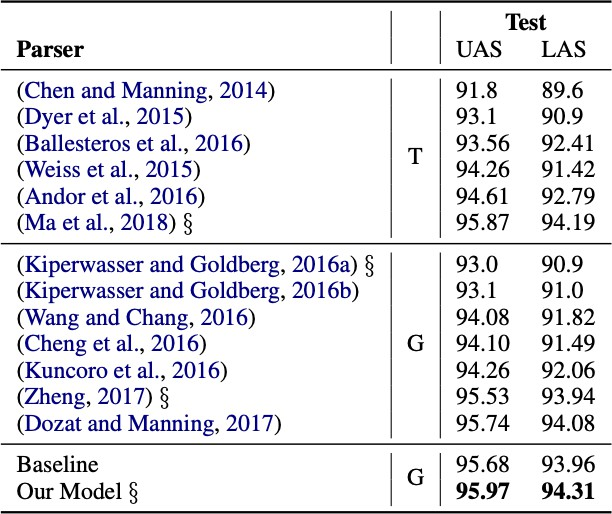 Test
Parser UAS LAS
(Chen and Manning, 2014) 91.8 89.6
(Dyer et al., 2015) 93.1 90.9
(Ballesteros et al., 2016) 93.56 92.41
(Weiss et al., 2015) T 94.26 91.42
(Andor et al., 2016) 94.61 92.79
(Ma et al., 2018) § 95.87 94.19
(Kiperwasser and Goldberg, 2016a) § 93.0 90.9
(Kiperwasser and Goldberg, 2016b) 93.1 91.0
(Wang and Chang, 2016) 94.08 91.82
(Cheng et al., 2016) G 94.10 91.49
(Kuncoro et al., 2016) 94.26 92.06
(Zheng, 2017) § 95.53 93.94
(Dozat and Manning, 2017) 95.74 94.08
Baseline G 95.68 93.96
Our Model § 95.97 94.31